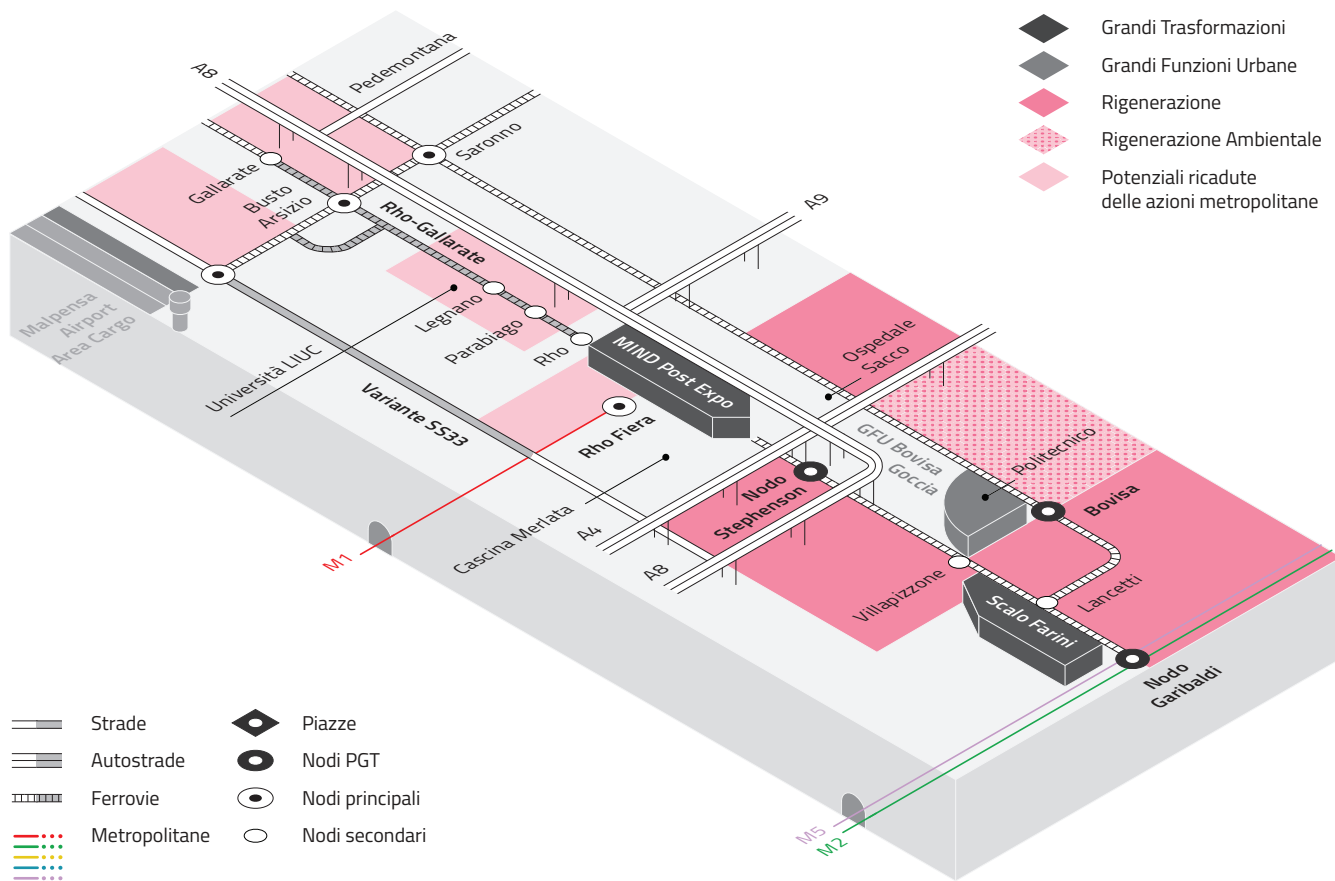 Grandi Trasformazioni
Grandi Funzioni Urbane
Rigenerazione
Rigenerazione Ambientale
Potenziali ricadute
delle azioni metropolitane
A8
Pedemontana
Saronno
Gallarate
Busto
Arsizio
Rho-Gallarate
A9
Malpensa
Airport
Area Cargo
Legnano
Parabiago
Rho
Università LIUC
MIND Post Expo
Ospedale
Sacco
Variante SS33
Rho Fiera
GFU Bovisa
Goccia
Politecnico
Nodo
Stephenson
Bovisa
Cascina Merlata
A4
A8
M1
Villapizzone
Lancetti
Scalo Farini
Nodo
Garibaldi
M5
M2
Strade
Autostrade
Ferrovie
Metropolitane
Piazze
Nodi PGT
Nodi principali
Nodi secondari